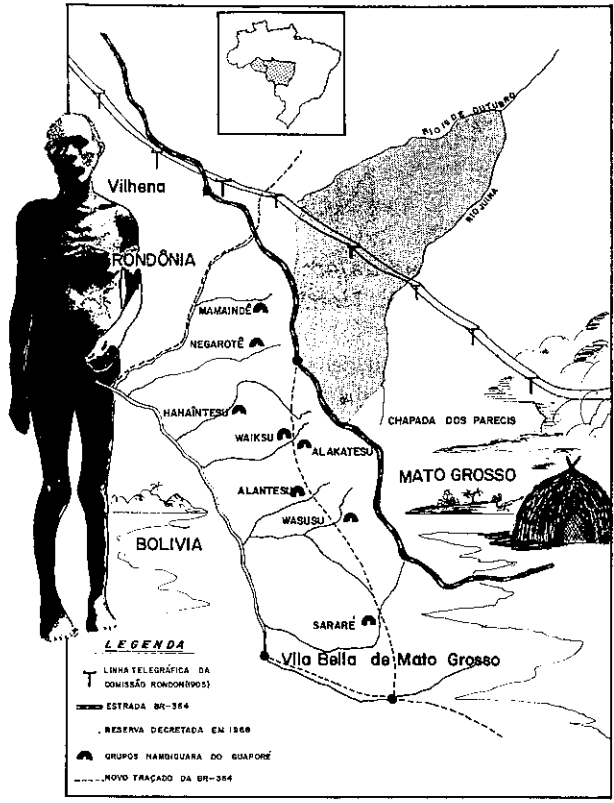 RIO 19 DE OUTUBRO
RIO JUINA
Vilhena
RONDÔNIA
MAMAINDÊ
NEGAROTÊ
HAHAÎNTESU
WAIKSU
ALAKATESU
CHAPADA DOS PARECIS
MATO GROSSO
ALANTESU
WASUSU
BOLIVIA
SARARÉ
Vila Bella de Mato Grosso
LEGENDA
LINHA TELEGRÁFICA DA
COMISSÃO RONDON (1905)
ESTRADA BR-364
RESERVA DECRETADA EM 1968
GRUPOS NAMBIQUARA DO GUAPORÉ
NOVO TRAÇADO DA BR-364